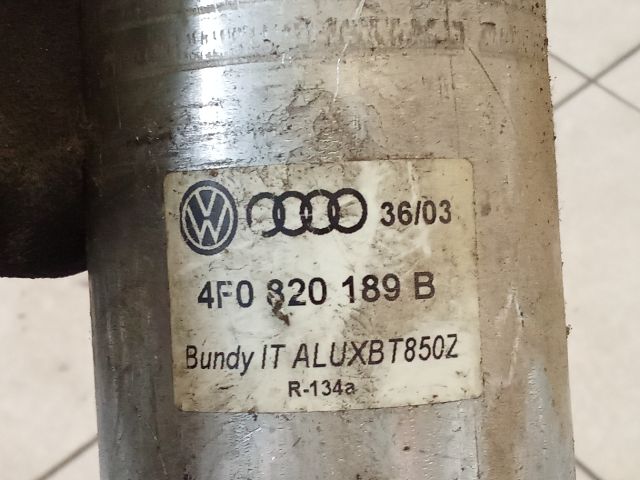 36/03
4F0 820 189 B
Bundy IT ALUXBT850Z
R-134a